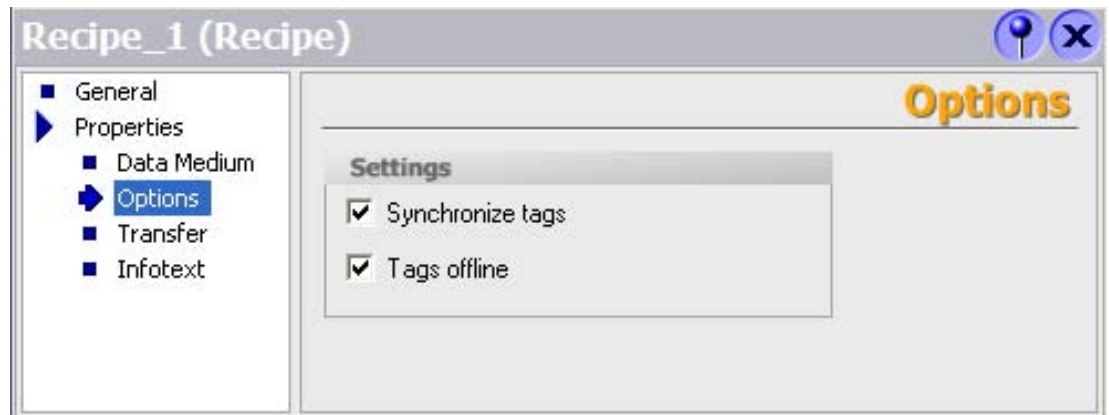 Recipe_1 (Recipe)
General
Properties
Data Medium
Options
Transfer
Infotext
Options
Settings
Synchronize tags
Tags offline